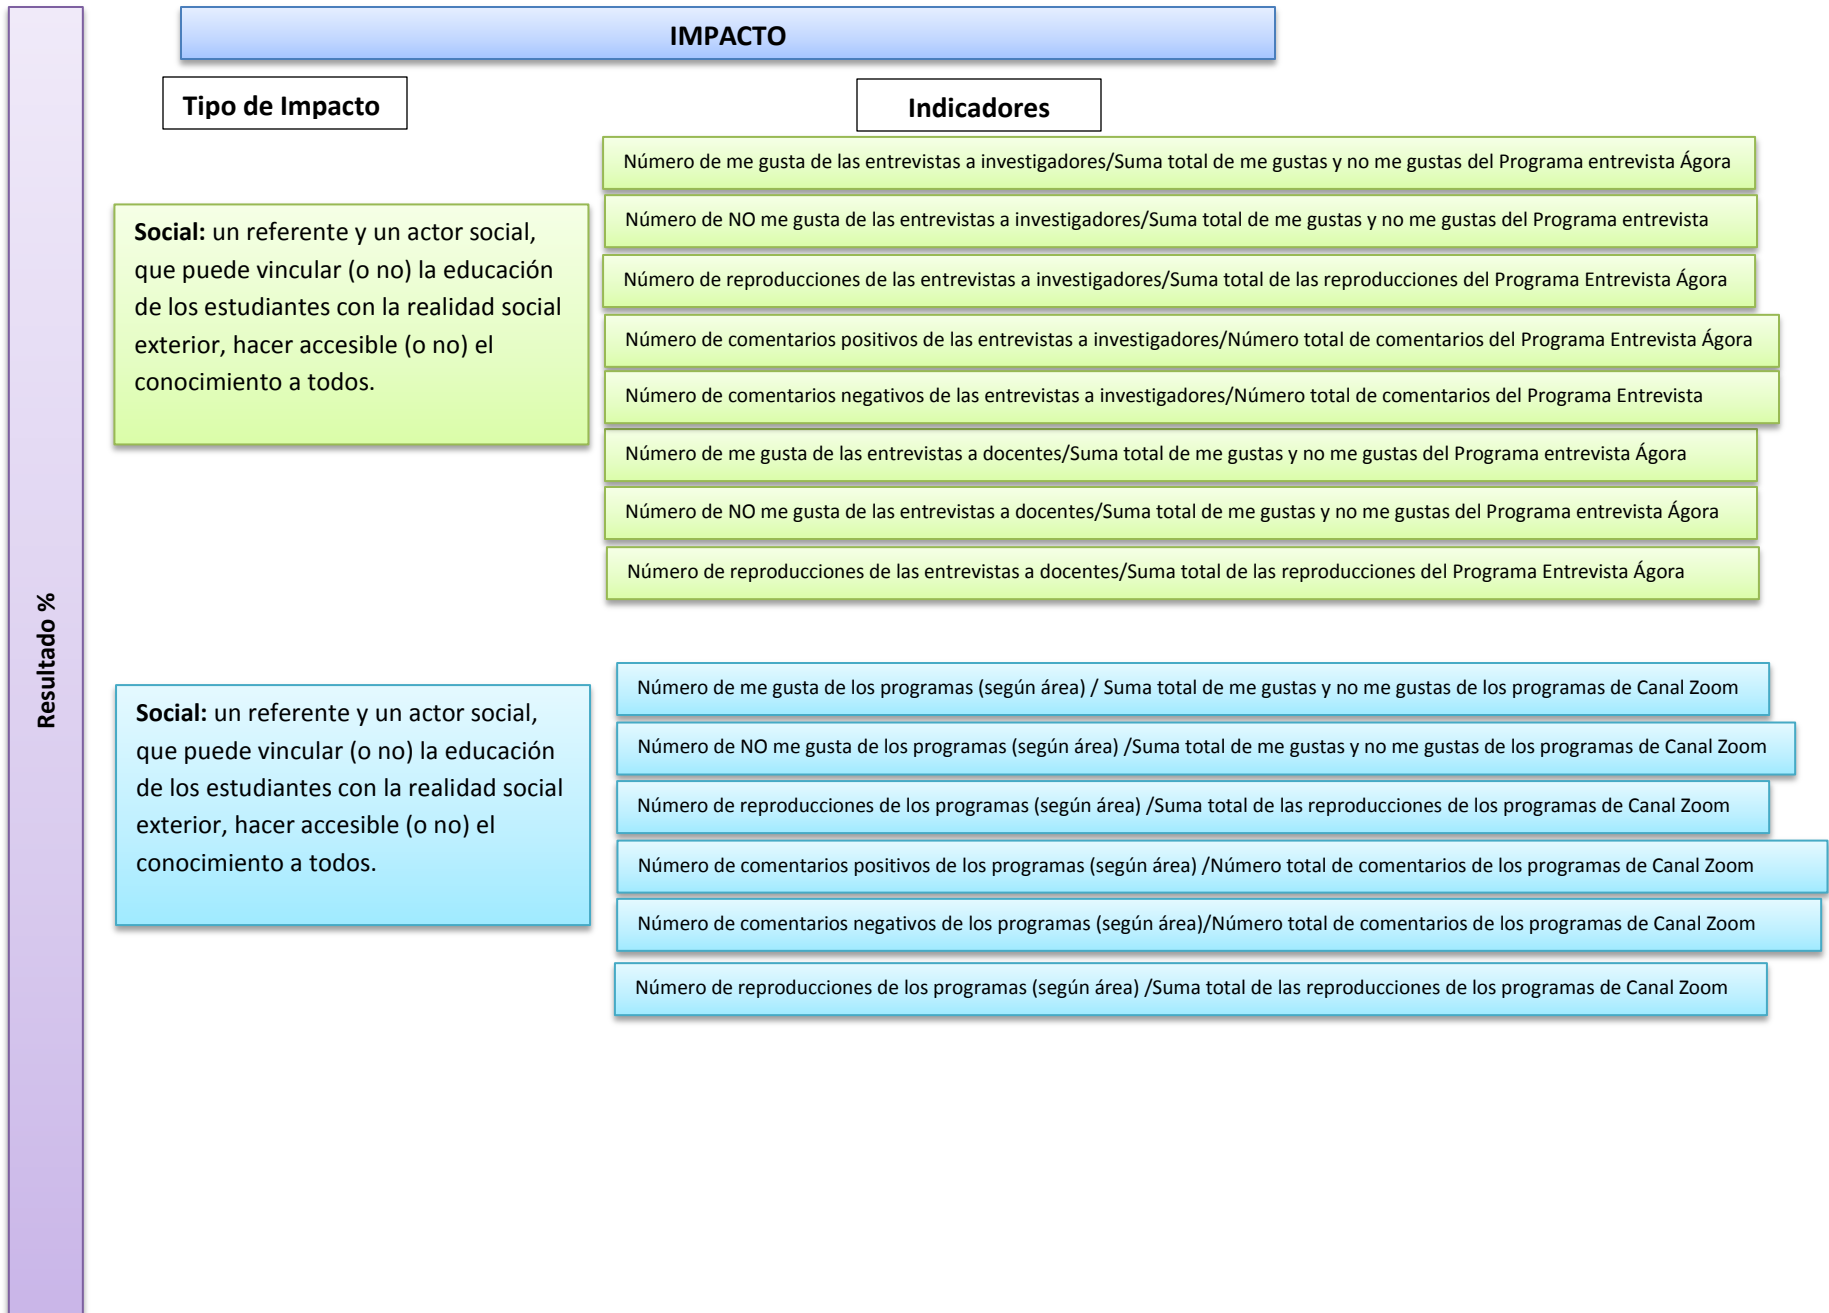 IMPACTO
Tipo de Impacto
Indicadores
Resultado %
Social: un referente y un actor social,
que puede vincular (o no) la educación
de los estudiantes con la realidad social
exterior, hacer accesible (o no) el
conocimiento a todos.
Número de me gusta de las entrevistas a investigadores/Suma total de me gustas y no me gustas del Programa entrevista Ágora
Número de NO me gusta de las entrevistas a investigadores/Suma total de me gustas y no me gustas del Programa entrevista
Número de reproducciones de las entrevistas a investigadores/Suma total de las reproducciones del Programa Entrevista Ágora
Número de comentarios positivos de las entrevistas a investigadores/Número total de comentarios del Programa Entrevista Ágora
Número de comentarios negativos de las entrevistas a investigadores/Número total de comentarios del Programa Entrevista
Número de me gusta de las entrevistas a docentes/Suma total de me gustas y no me gustas del Programa entrevista Ágora
Número de NO me gusta de las entrevistas a docentes/Suma total de me gustas y no me gustas del Programa entrevista Ágora
Número de reproducciones de las entrevistas a docentes/Suma total de las reproducciones del Programa Entrevista Ágora
Social: un referente y un actor social,
que puede vincular (o no) la educación
de los estudiantes con la realidad social
exterior, hacer accesible (o no) el
conocimiento a todos.
Número de me gusta de los programas (según área) / Suma total de me gustas y no me gustas de los programas de Canal Zoom
Número de NO me gusta de los programas (según área) /Suma total de me gustas y no me gustas de los programas de Canal Zoom
Número de reproducciones de los programas (según área) /Suma total de las reproducciones de los programas de Canal Zoom
Número de comentarios positivos de los programas (según área) /Número total de comentarios de los programas de Canal Zoom
Número de comentarios negativos de los programas (según área)/Número total de comentarios de los programas de Canal Zoom
Número de reproducciones de los programas (según área) /Suma total de las reproducciones de los programas de Canal Zoom